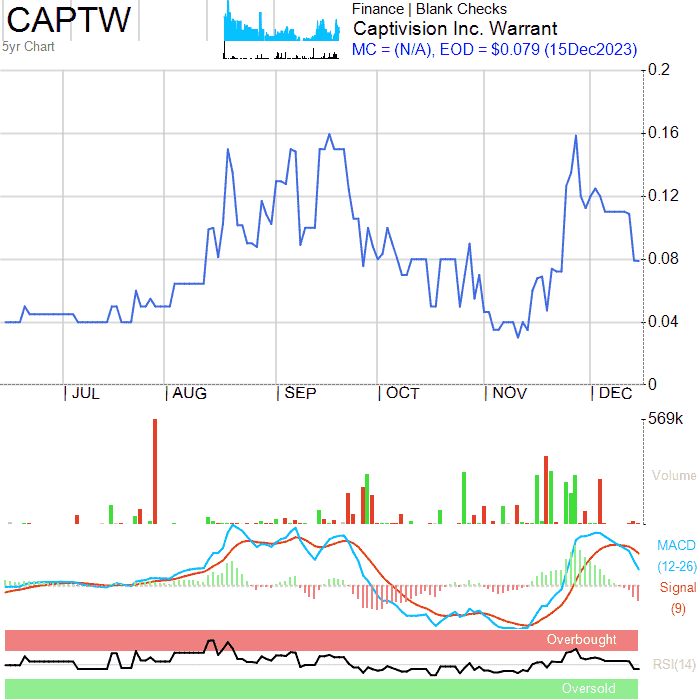 CAPTW
5yr Chart
Finance | Blank Checks
Captivision Inc. Warrant
MC = (N/A), EOD = $0.079 (15Dec2023)
0.2
0.16
0.12
0.08
0.04
0
JUL AUG SEP OCT NOV DEC
569k
Volume
MACD
(12-26)
Signal
(9)
Overbought
RSI(14)
Oversold